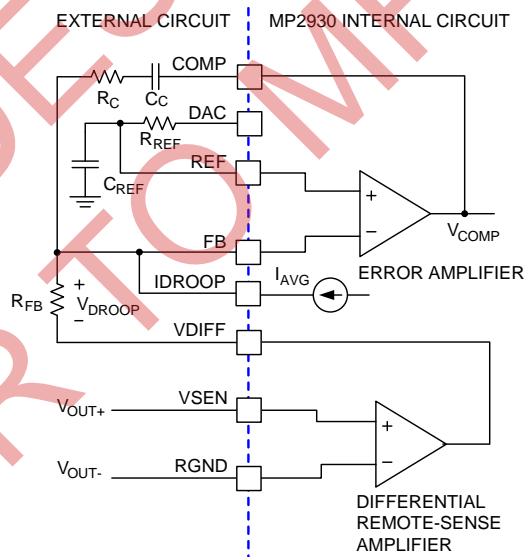 EXTERNAL CIRCUIT
MP2930 INTERNAL CIRCUIT
COMP
RC
CC
DAC
RREF
REF
CREF
+
−
VCOMP
FB
ERROR AMPLIFIER
IDROOP
IAVG
RFB
+
VDROOP
−
VDIFF
VSEN
VOUT+
+
RGND
VOUT-
−
DIFFERENTIAL
REMOTE-SENSE
AMPLIFIER